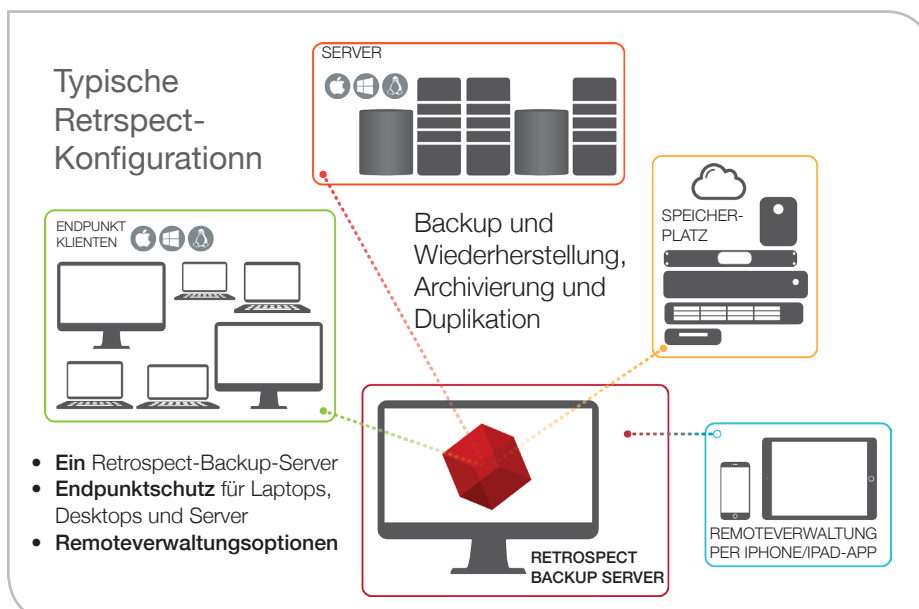 Typische
Retrspect-
Konfigurationn
SERVER
ENDPUNKT
KLIENTEN
Backup und
Wiederherstellung,
Archivierung und
Duplikation
SPEICHER-
PLATZ
• Ein Retrospect-Backup-Server
• Endpunktschutz für Laptops,
Desktops und Server
• Remoteverwaltungsoptionen
RETROSPECT
BACKUP SERVER
REMOTEVERWALTUNG
PER IPHONE/IPAD-APP